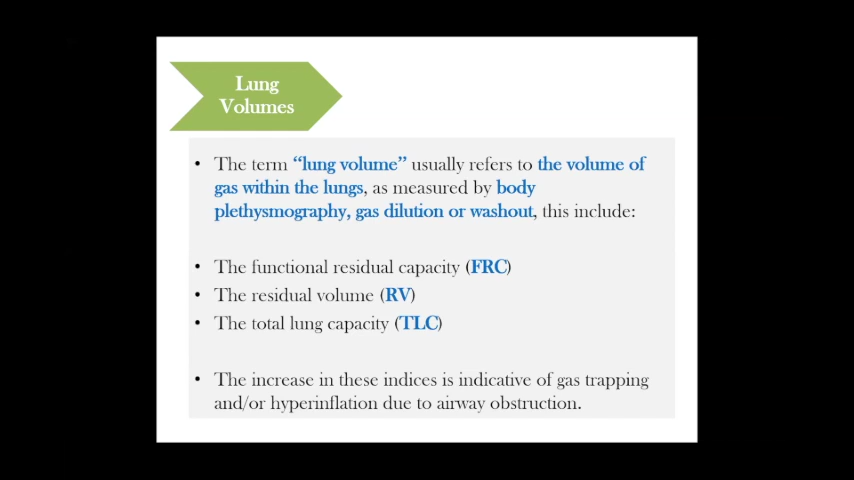 Lung
Volumes
• The term “lung volume” usually refers to the volume of
gas within the lungs, as measured by body
plethysmography, gas dilution or washout, this include:
• The functional residual capacity (FRC)
• The residual volume (RV)
• The total lung capacity (TLC)
• The increase in these indices is indicative of gas trapping
and/or hyperinflation due to airway obstruction.